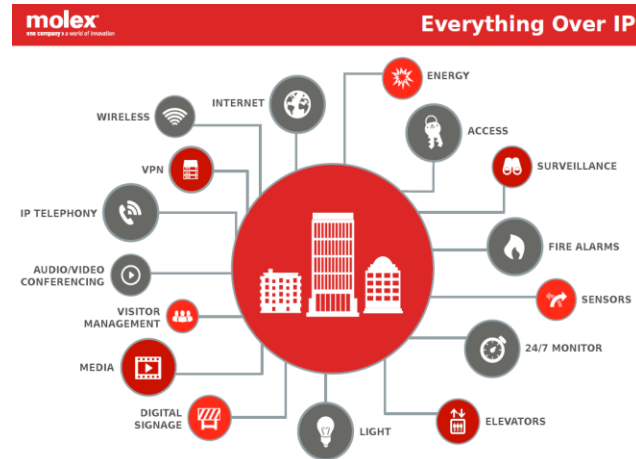 molex
one company > a world of innovation
Everything Over IP
ENERGY
INTERNET
WIRELESS
ACCESS
VPN
SURVEILLANCE
IP TELEPHONY
FIRE ALARMS
AUDIO/VIDEO
CONFERENCING
SENSORS
VISITOR
MANAGEMENT
24/7 MONITOR
MEDIA
DIGITAL
SIGNAGE
LIGHT
ELEVATORS